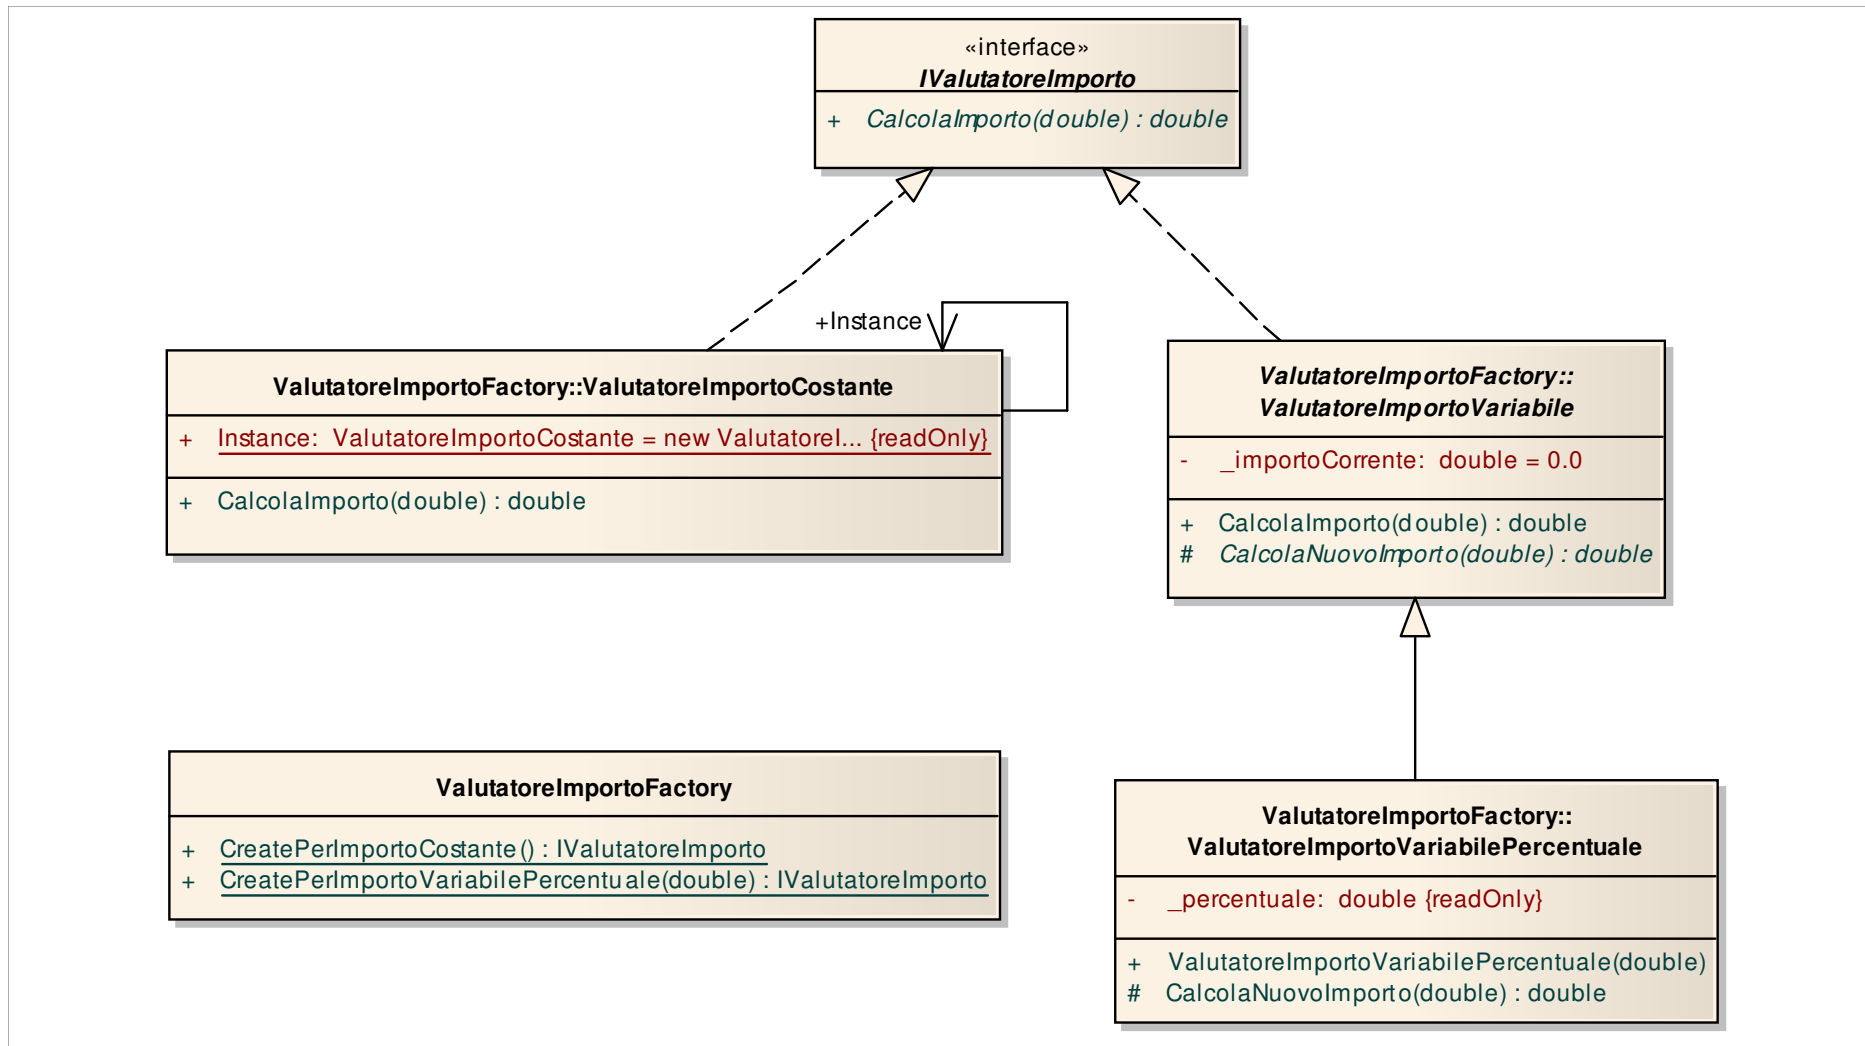 «interface»
IValutatoreImporto
+ CalcolaImporto(double) : double
+Instance
ValutatoreImportoFactory::ValutatoreImportoCostante
+ Instance: ValutatoreImportoCostante = new ValutatoreI... {readOnly}
+ CalcolaImporto(double) : double
ValutatoreImportoFactory::
ValutatoreImportoVariabile
- _importoCorrente: double = 0.0
+ CalcolaImporto(double) : double
# CalcolaNuovoImporto(double) : double
ValutatoreImportoFactory
+ CreatePerImportoCostante() : IValutatoreImporto
+ CreatePerImportoVariabilePercentuale(double) : IValutatoreImporto
ValutatoreImportoFactory::
ValutatoreImportoVariabilePercentuale
- _percentuale: double {readOnly}
+ ValutatoreImportoVariabilePercentuale(double)
# CalcolaNuovoImporto(double) : double